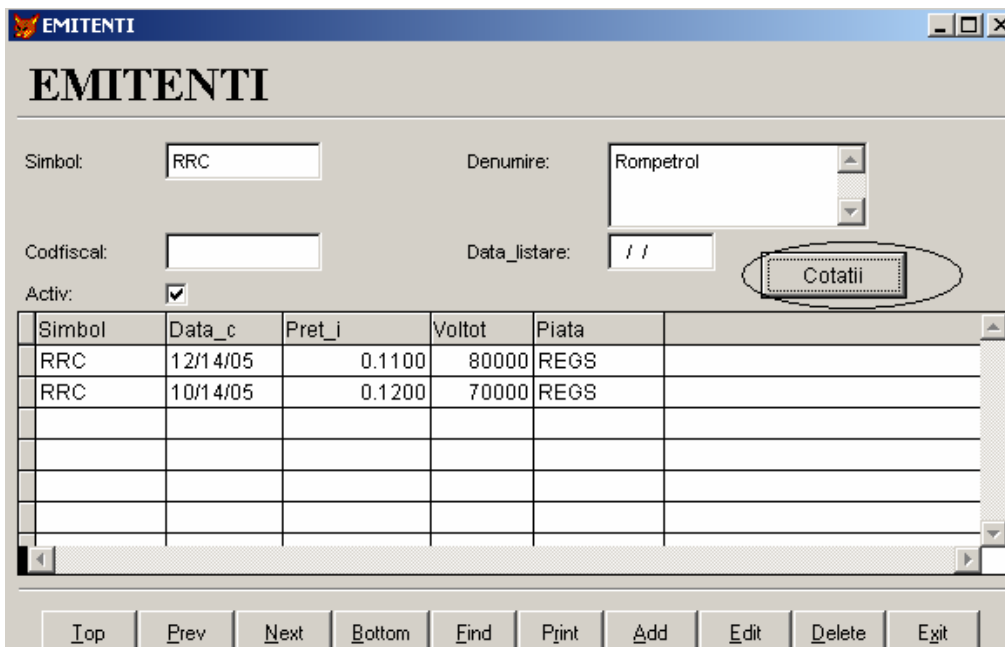 EMITENTI
EMITENTI
Simbol: RRC Denumire: Rompetrol
Codfiscal: Data_listare: / /
Cotatii
Activ:
Simbol Data_c Pret_i Voltot Piata
RRC 12/14/05 0.1100 80000 REGS
RRC 10/14/05 0.1200 70000 REGS
Top Prev Next Bottom Find Print Add Edit Delete Exit